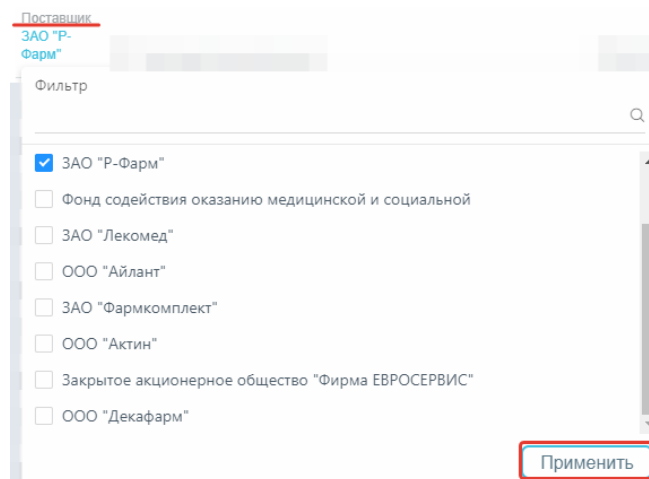 Поставщик
ЗАО "Р-
Фарм"
Фильтр
ЗАО "Р-Фарм"
Фонд содействия оказанию медицинской и социальной
ЗАО "Лекомед"
ООО "Айлант"
ЗАО "Фармкомплект"
ООО "Актин"
Закрытое акционерное общество "Фирма ЕВРОСЕРВИС"
ООО "Декафарм"
Применить